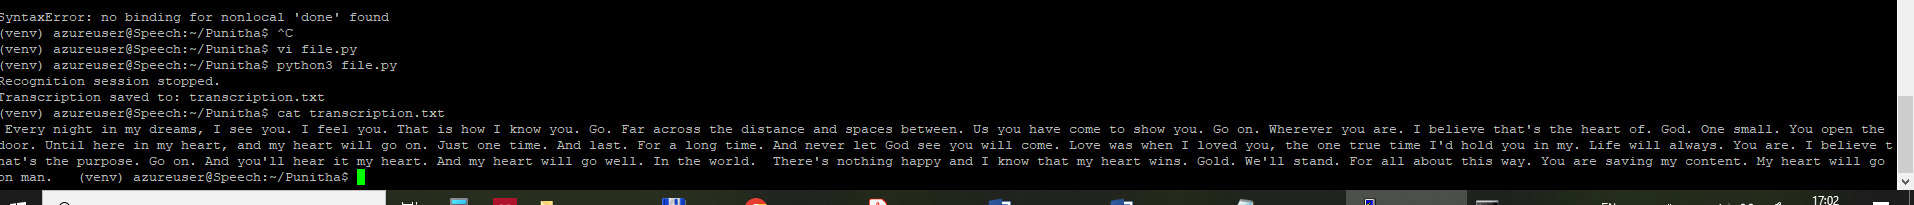 SyntaxError: no binding for nonlocal 'done' found
(venv) azureuser@Speech:~/Punitha$ ^C
(venv) azureuser@Speech:~/Punitha$ vi file.py
(venv) azureuser@Speech:~/Punitha$ python3 file.py
Recognition session stopped.
Transcription saved to: transcription.txt
(venv) azureuser@Speech:~/Punitha$ cat transcription.txt
Every night in my dreams, I see you. I feel you. That is how I know you. Go. Far across the distance and spaces between. Us you have come to show you. Go on. Wherever you are. I believe that's the heart of. God. One small. You open the
door. Until here in my heart, and my heart will go on. Just one time. And last. For a long time. And never let God see you will come. Love was when I loved you, the one true time I'd hold you in my. Life will always. You are. I believe t
hat's the purpose. Go on. And you'll hear it my heart. And my heart will go well. In the world.  There's nothing happy and I know that my heart wins. Gold. We'll stand. For all about this way. You are saving my content. My heart will go
on man.   (venv) azureuser@Speech:~/Punitha$
17:02